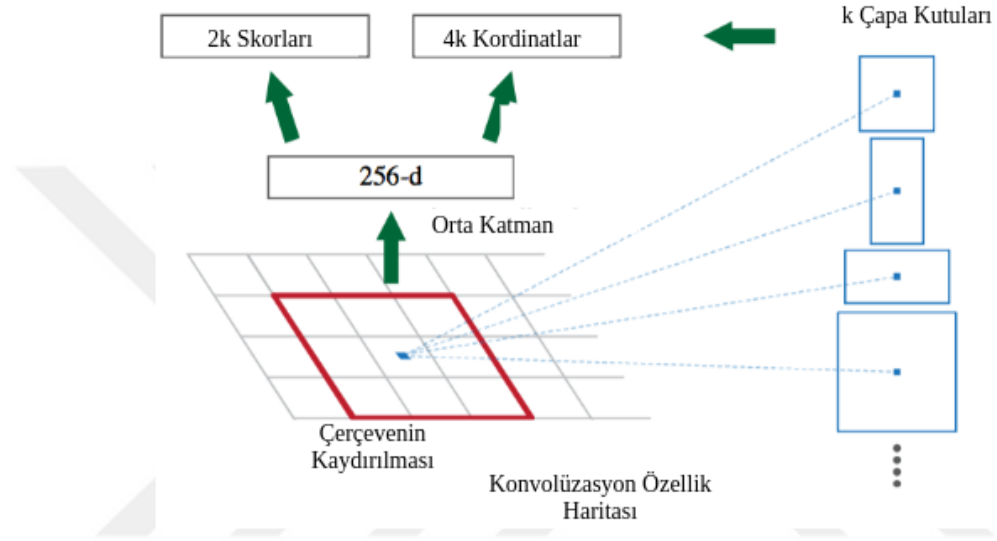 k Çapa Kutuları
2k Skorları
4k Kordinatlar
256-d
Orta Katman
Çerçevenin
Kaydırılması
Konvolüzasyon Özellik
Haritası